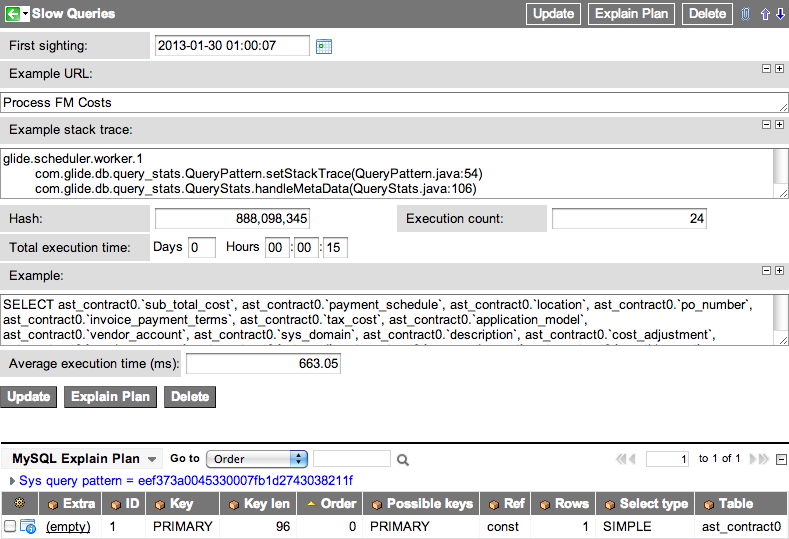 Slow Queries Update Explain Plan Delete
First sighting: 2013-01-30 01:00:07
Example URL:
Process FM Costs
Example stack trace:
glide.scheduler.worker.1
com.glide.db.query_stats.QueryPattern.setStackTrace(QueryPattern.java:54)
com.glide.db.query_stats.QueryStats.handleMetaData(QueryStats.java:106)
Hash: 888,098,345 Execution count: 24
Total execution time: Days 0 Hours 00 : 00 : 15
Example:
SELECT ast_contract0.`sub_total_cost`, ast_contract0.`payment_schedule`, ast_contract0.`location`, ast_contract0.`po_number`,
ast_contract0.`invoice_payment_terms`, ast_contract0.`tax_cost`, ast_contract0.`application_model`,
ast_contract0.`vendor_account`, ast_contract0.`sys_domain`, ast_contract0.`description`, ast_contract0.`cost_adjustment`,
Average execution time (ms): 663.05
Update Explain Plan Delete
MySQL Explain Plan Go to Order 1 to 1 of 1
Sys query pattern = eef373a0045330007fb1d2743038211f
Extra ID Key Key len Order Possible keys Ref Rows Select type Table
(empty) 1 PRIMARY 96 0 PRIMARY const 1 SIMPLE ast_contract0